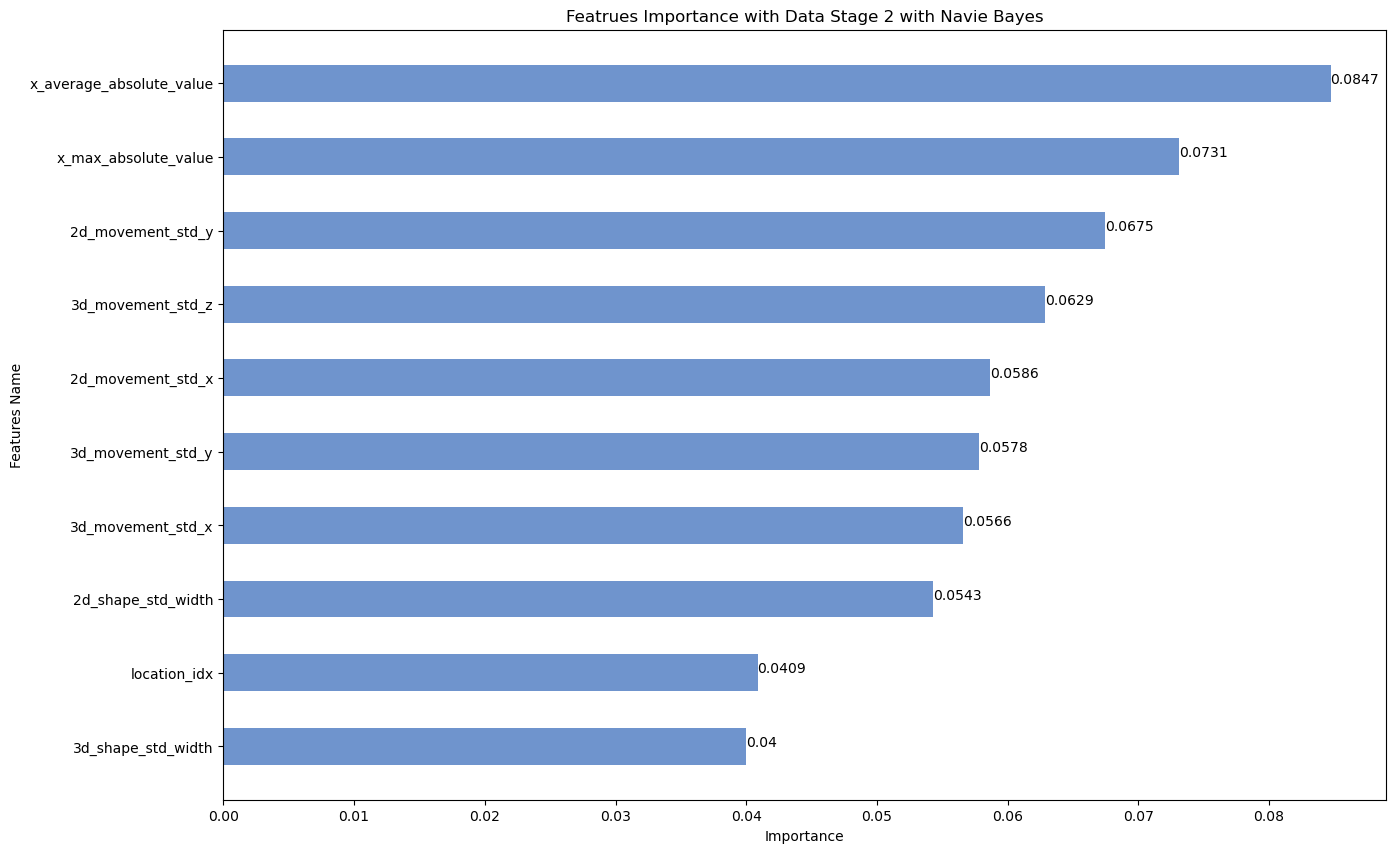 Featrues Importance with Data Stage 2 with Navie Bayes
x_average_absolute_value
0.0847
x_max_absolute_value
0.0731
2d_movement_std_y
0.0675
3d_movement_std_z
0.0629
2d_movement_std_x
0.0586
3d_movement_std_y
0.0578
3d_movement_std_x
0.0566
2d_shape_std_width
0.0543
location_idx
0.0409
3d_shape_std_width
0.04
Features Name
0.00 0.01 0.02 0.03 0.04 0.05 0.06 0.07 0.08
Importance